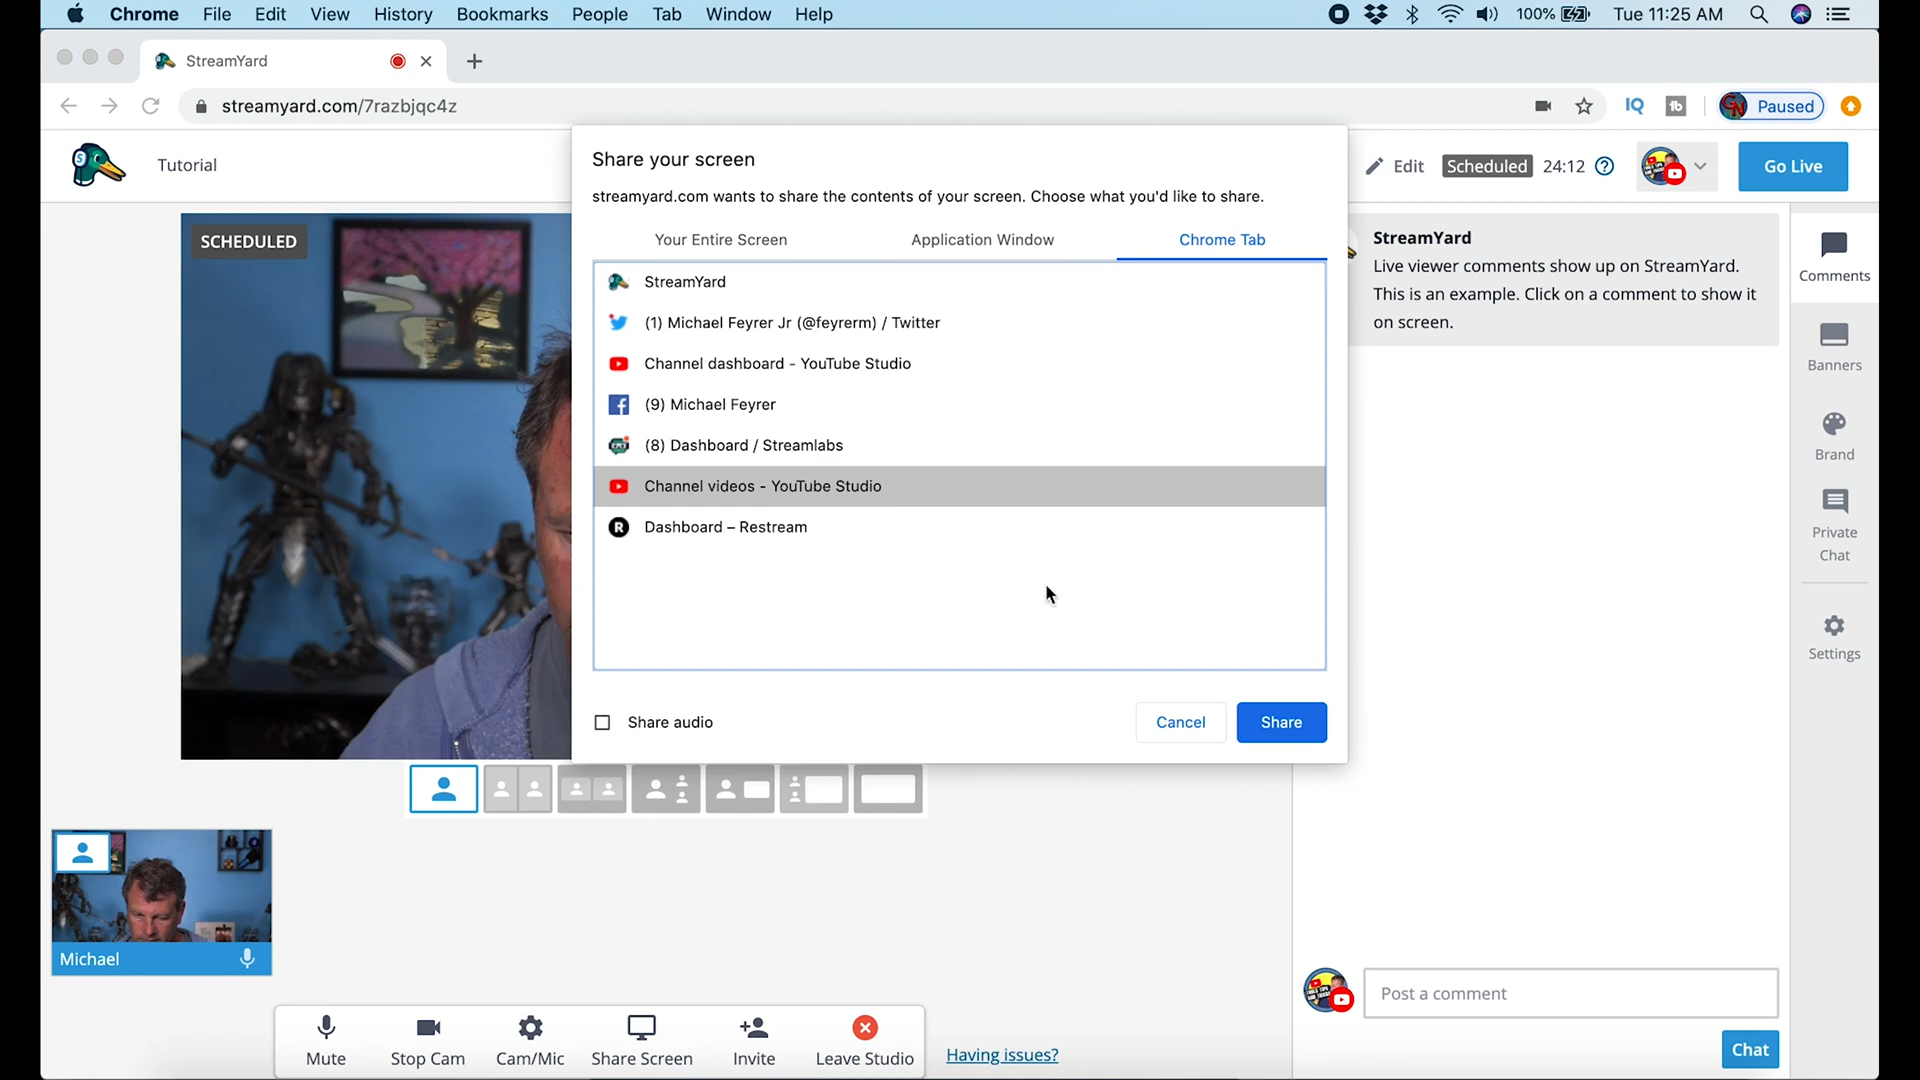 Chrome File Edit View History Bookmarks People Tab Window Help 100% Tue 11:25 AM
StreamYard
streamyard.com/7razbjqc4z
IQ tb Paused
Tutorial
Edit Scheduled 24:12 Go Live
SCHEDULED
Share your screen
streamyard.com wants to share the contents of your screen. Choose what you'd like to share.
Your Entire Screen Application Window Chrome Tab
StreamYard
(1) Michael Feyrer Jr (@feyrerm) / Twitter
Channel dashboard - YouTube Studio
(9) Michael Feyrer
(8) Dashboard / Streamlabs
Channel videos - YouTube Studio
R Dashboard – Restream
Share audio
Cancel Share
StreamYard
Live viewer comments show up on StreamYard.
This is an example. Click on a comment to show it
on screen.
Comments
Banners
Brand
Private
Chat
Settings
Michael
Mute Stop Cam Cam/Mic Share Screen Invite Leave Studio
Having issues?
Post a comment
Chat